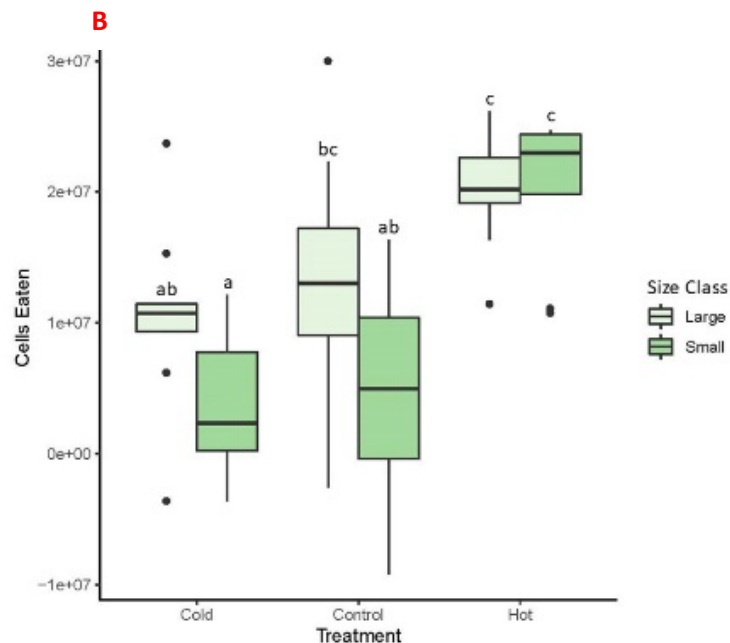 B
Cells Eaten
3e+07
2e+07
1e+07
0e+00
−1e+07
ab
a
bc
ab
c
c
Cold
Control
Hot
Treatment
Size Class
Large
Small